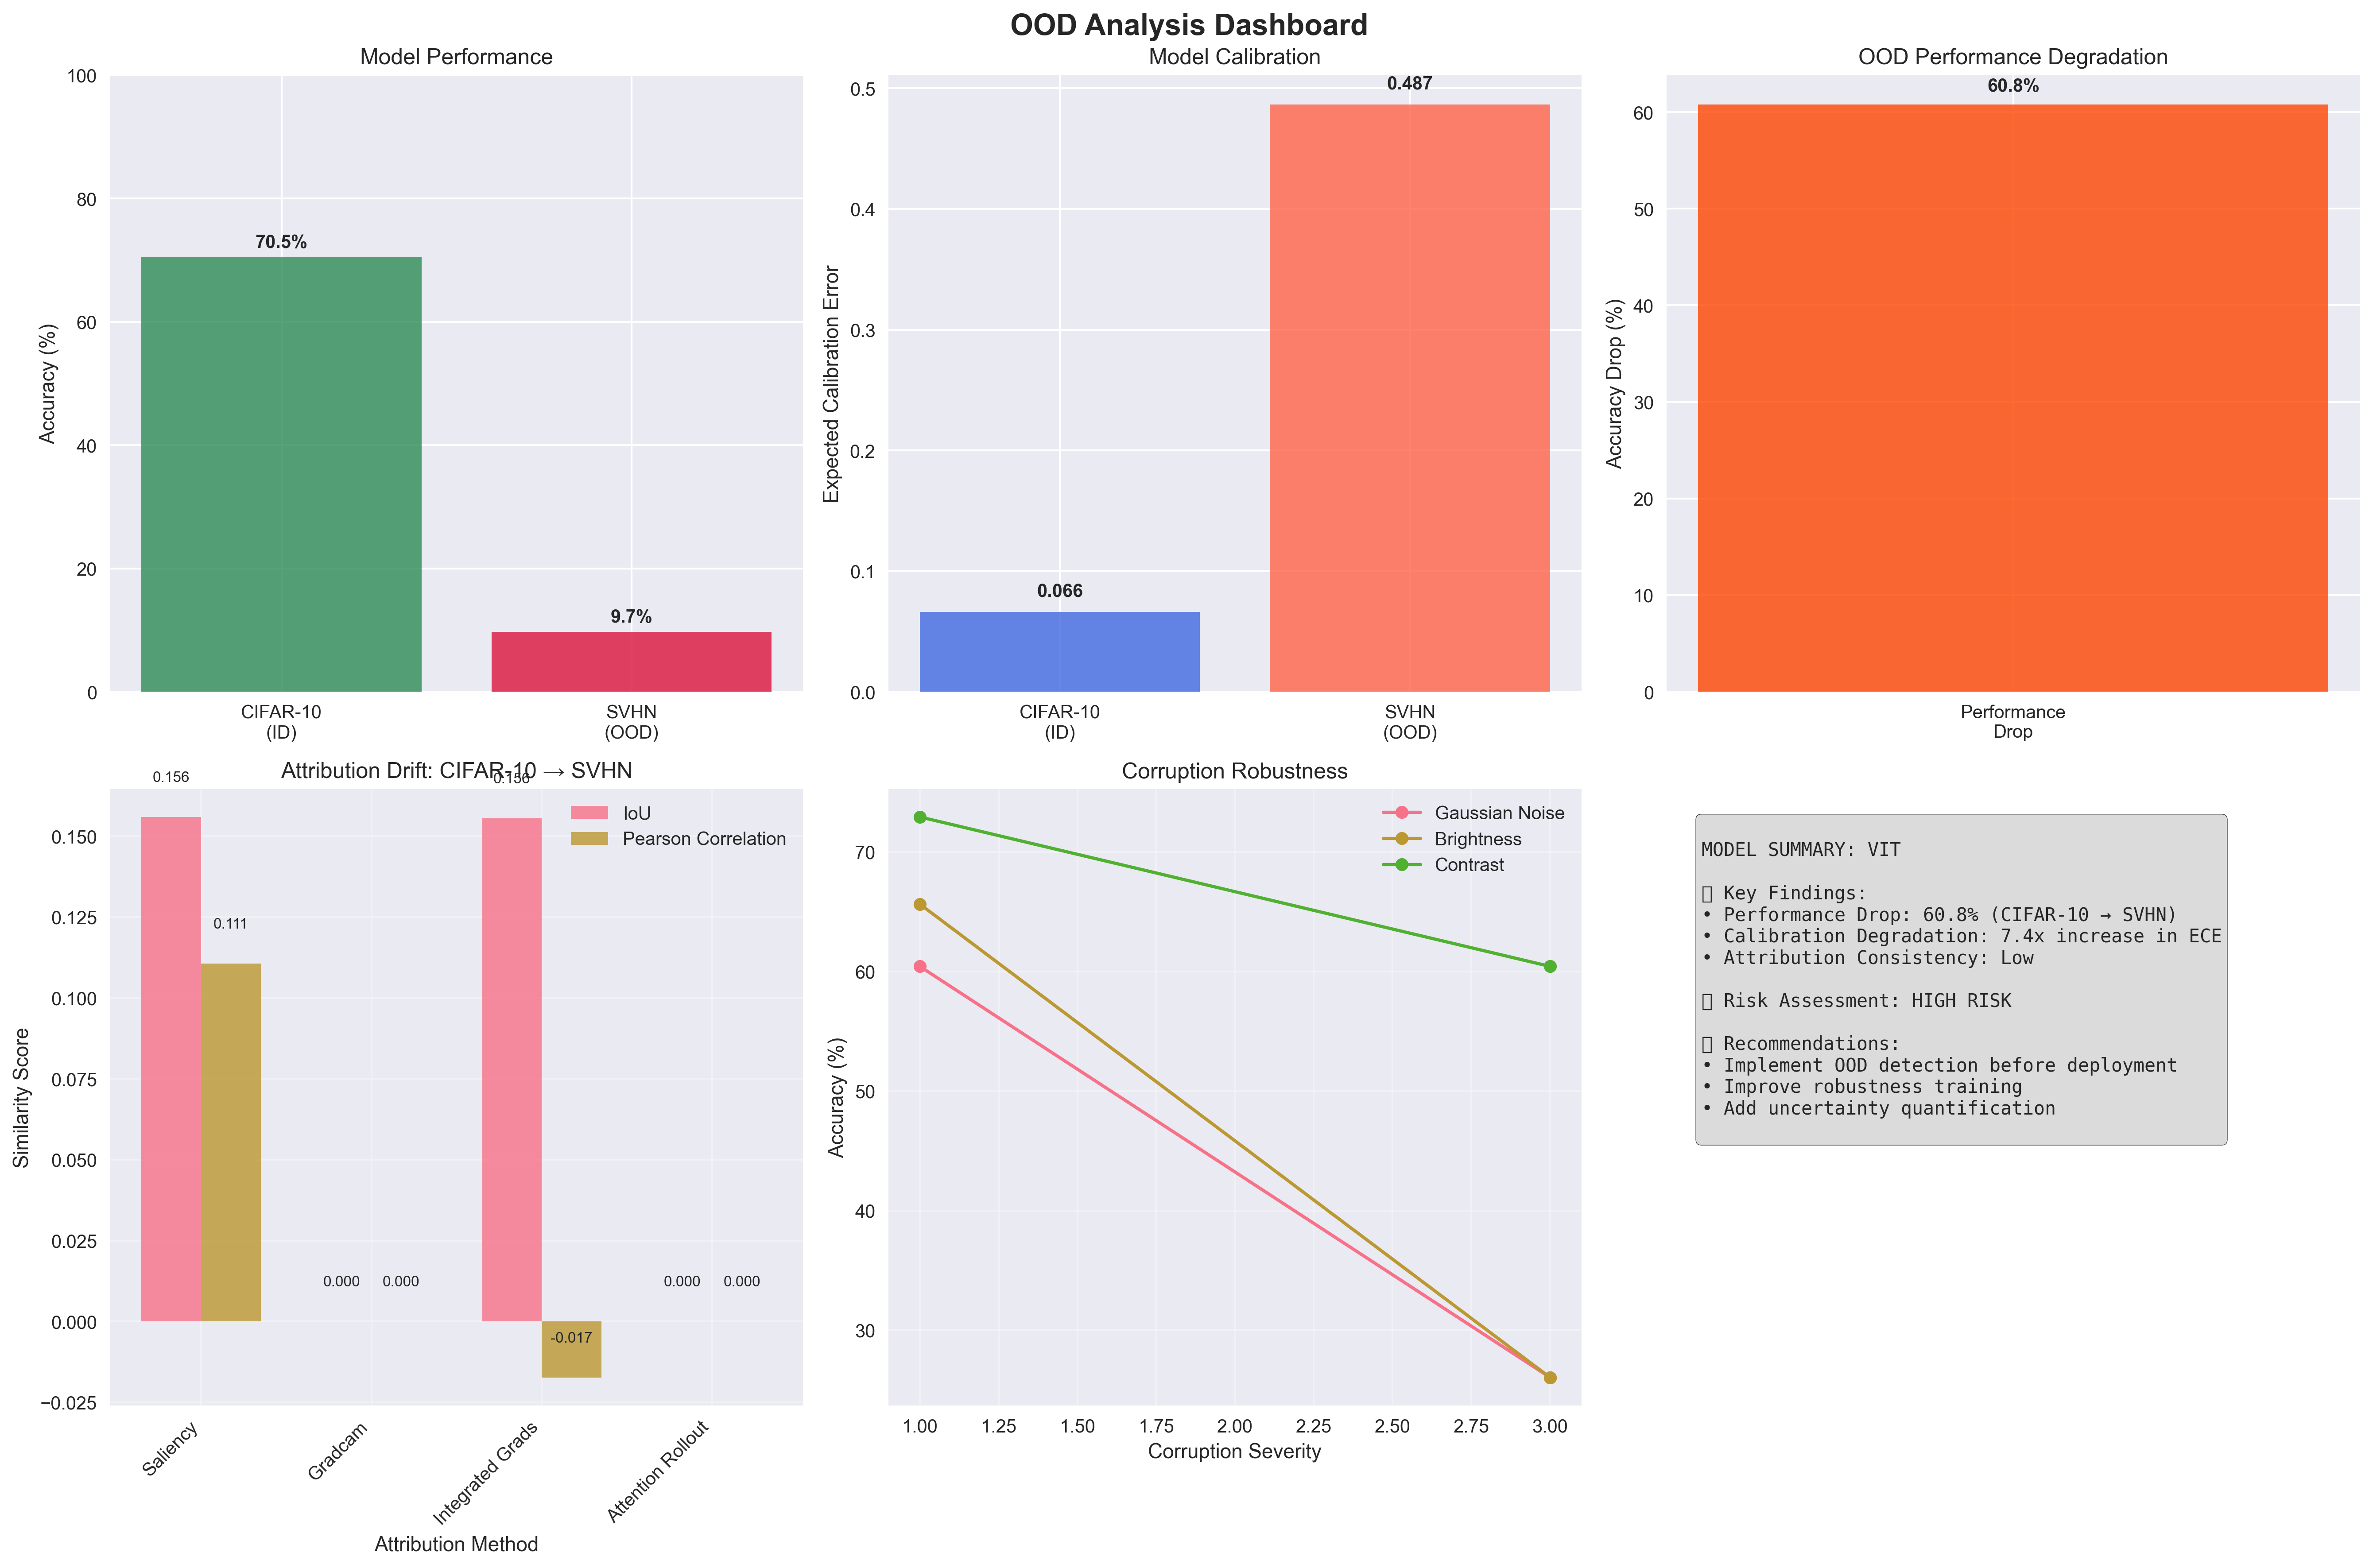 OOD Analysis Dashboard
Model Performance
Accuracy (%)
100
80
60
40
20
0
70.5%
9.7%
CIFAR-10
(ID)
SVHN
(OOD)
Model Calibration
Expected Calibration Error
0.5
0.4
0.3
0.2
0.1
0.0
0.066
0.487
CIFAR-10
(ID)
SVHN
(OOD)
OOD Performance Degradation
Accuracy Drop (%)
60
50
40
30
20
10
0
60.8%
Performance
Drop
Attribution Drift: CIFAR-10 → SVHN
Similarity Score
0.150
0.125
0.100
0.075
0.050
0.025
0.000
−0.025
0.156
0.111
0.000
0.000
0.156
-0.017
0.000
0.000
IoU
Pearson Correlation
Saliency
Gradcam
Integrated Grads
Attention Rollout
Attribution Method
Corruption Robustness
Accuracy (%)
70
60
50
40
30
Gaussian Noise
Brightness
Contrast
1.00
1.25
1.50
1.75
2.00
2.25
2.50
2.75
3.00
Corruption Severity
MODEL SUMMARY: VIT
Key Findings:
• Performance Drop: 60.8% (CIFAR-10 → SVHN)
• Calibration Degradation: 7.4x increase in ECE
• Attribution Consistency: Low
Risk Assessment: HIGH RISK
Recommendations:
• Implement OOD detection before deployment
• Improve robustness training
• Add uncertainty quantification